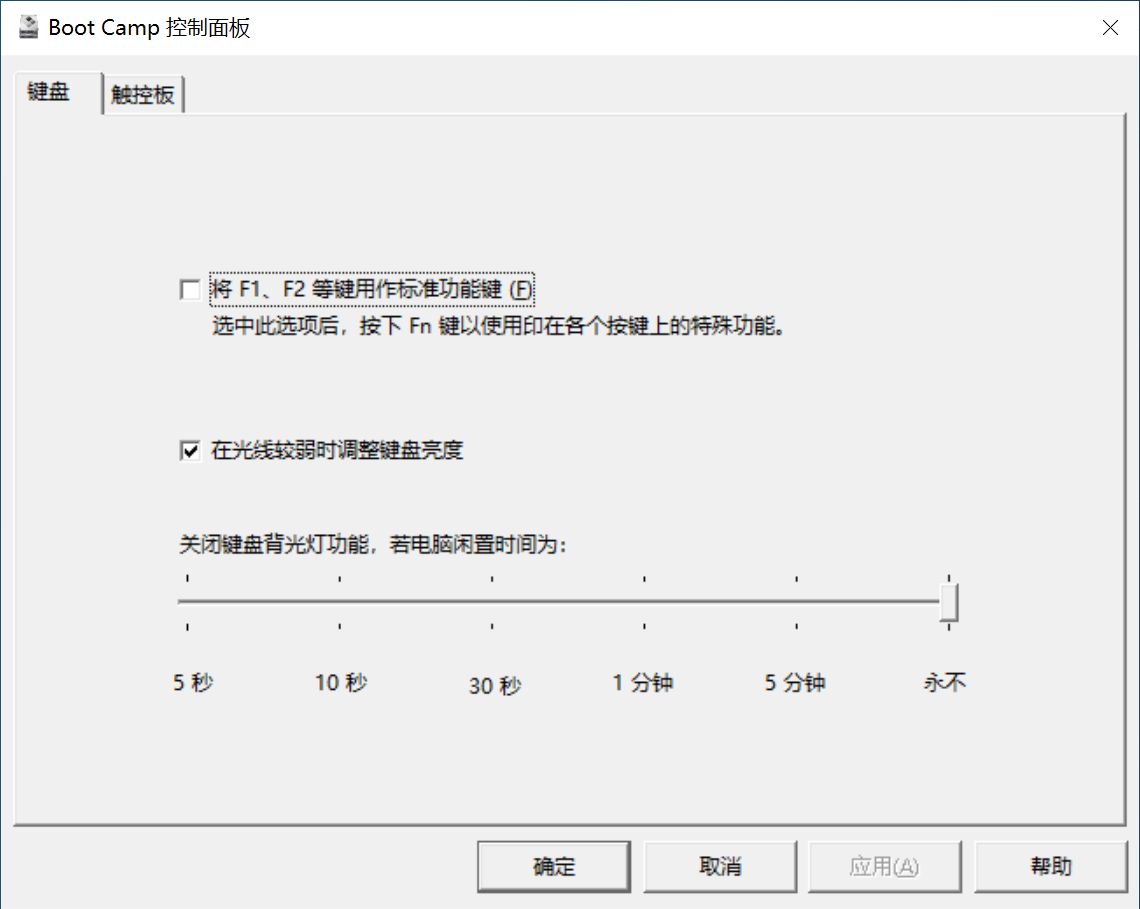 Boot Camp 控制面板
键盘
触控板
将 F1、F2 等键用作标准功能键 (F)
选中此选项后，按下 Fn 键以使用印在各个按键上的特殊功能。
在光线较弱时调整键盘亮度
关闭键盘背光灯功能，若电脑闲置时间为：
5 秒 10 秒 30 秒 1 分钟 5 分钟 永不
确定 取消 应用(A) 帮助